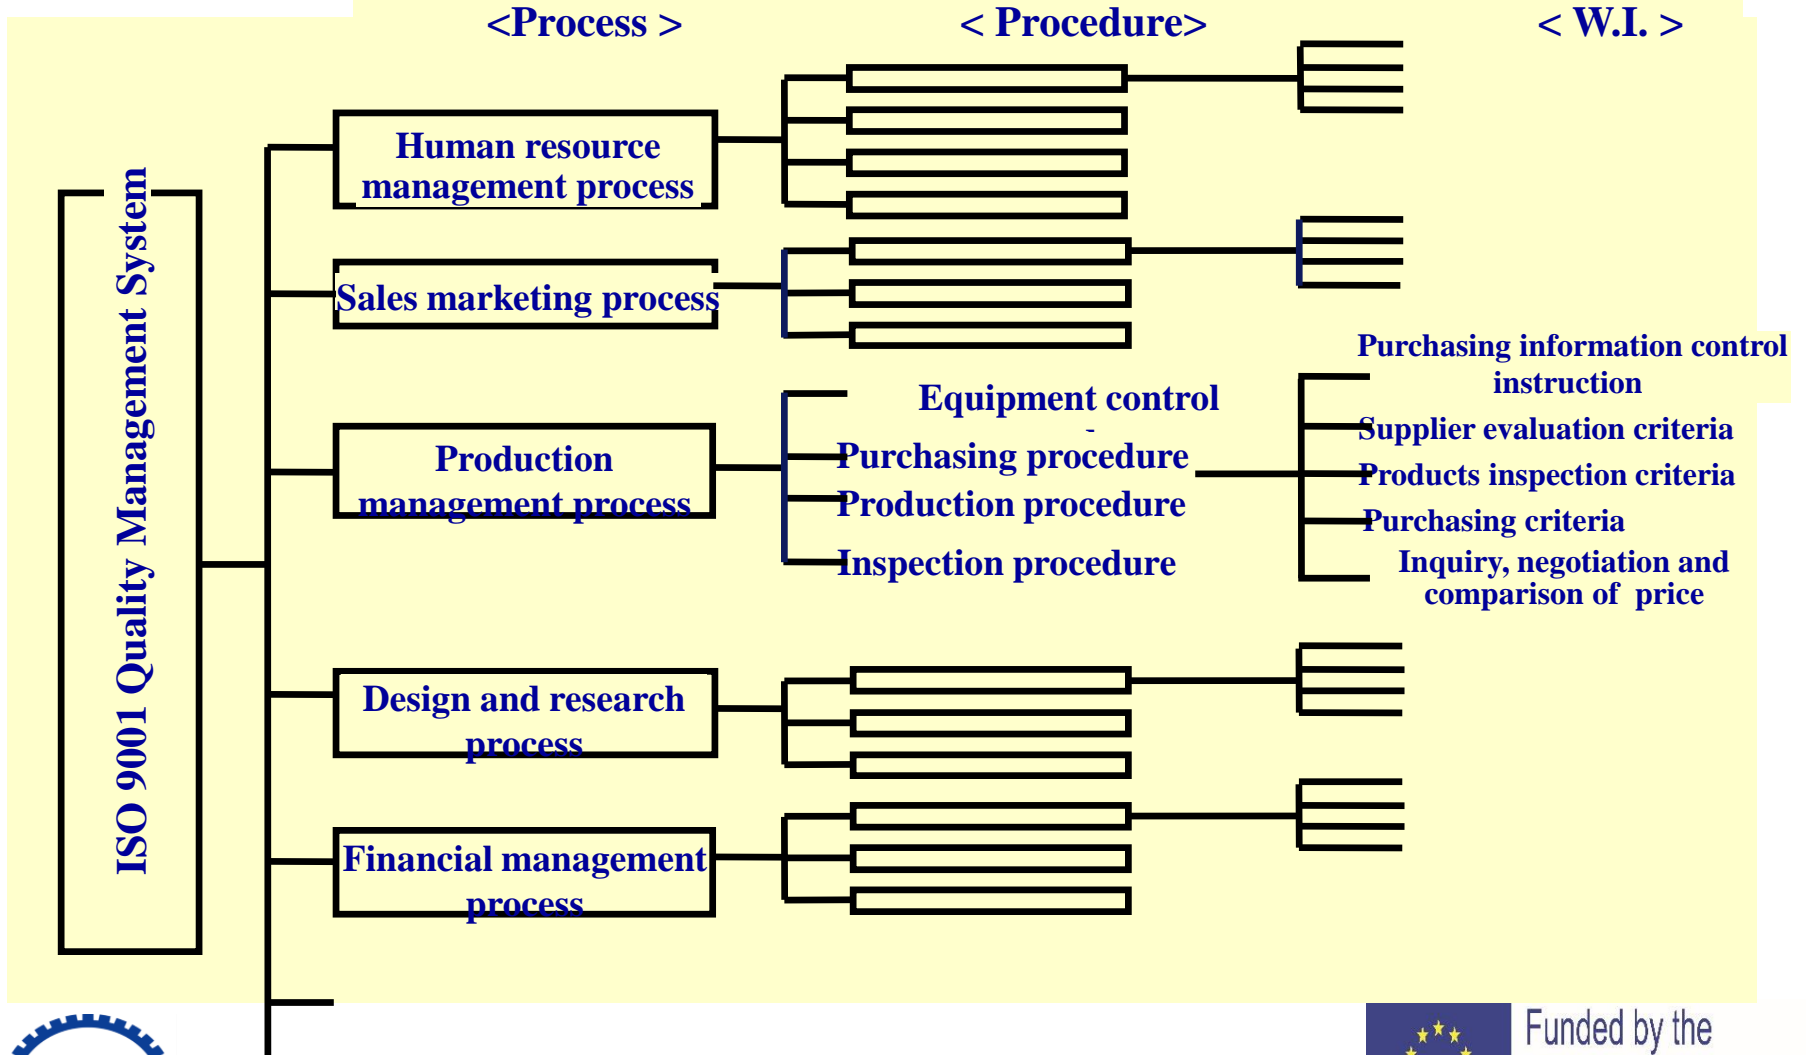 <Process >
< Procedure>
< W.I. >
ISO 9001 Quality Management System
Human resource
management process
Sales marketing process
Production
management process
Design and research
process
Financial management
process
Equipment control
Purchasing procedure
Production procedure
Inspection procedure
Purchasing information control
instruction
Supplier evaluation criteria
Products inspection criteria
Purchasing criteria
Inquiry, negotiation and
comparison of  price
Funded by the